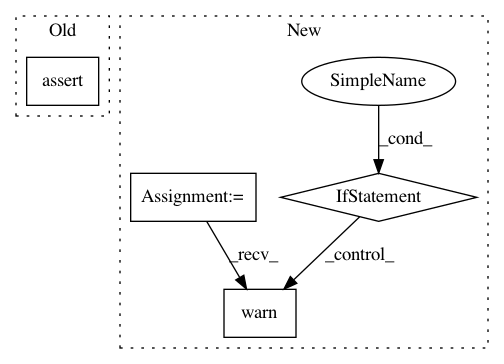 Old
New
assert
SimpleName
_cond_
Assignment:=
IfStatement
_recv_
_control_
warn